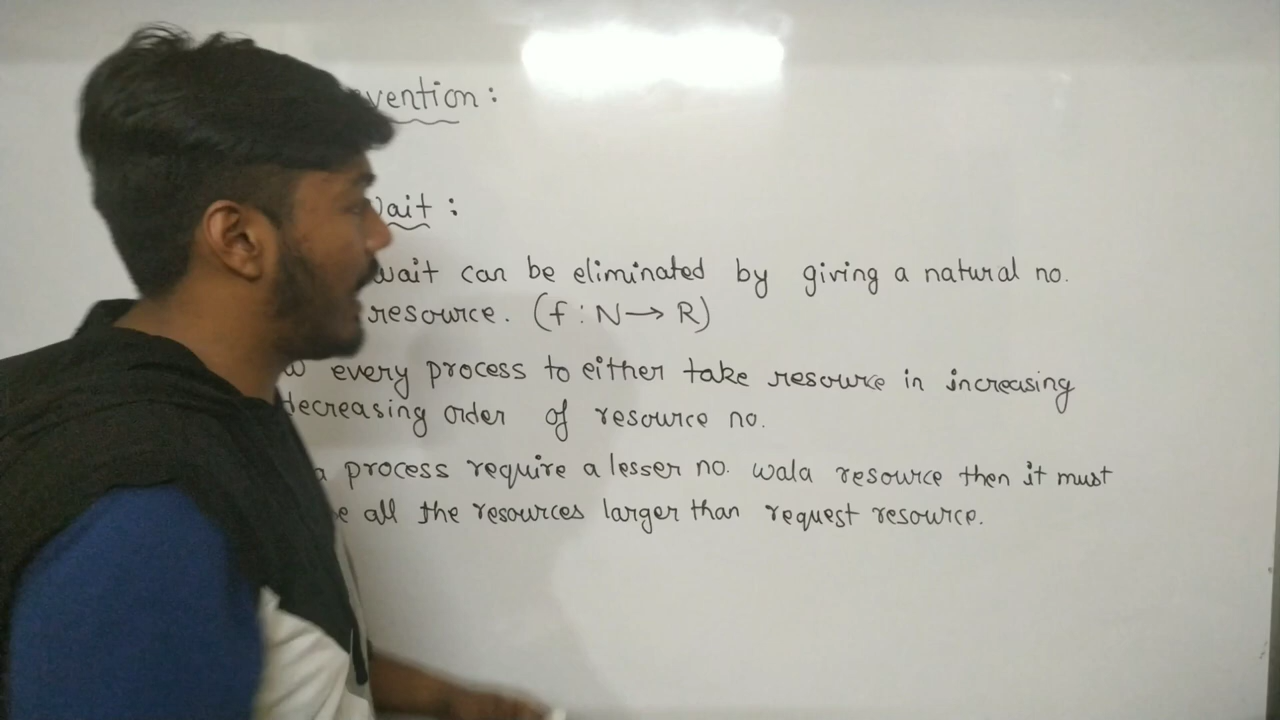 vention :
wait :
wait can be eliminated by giving a natural no.
resource. (f : N → R)
every process to either take resource in increasing
decreasing order of resource no.
a process require a lesser no. wala resource then it must
all the resources larger than request resource.